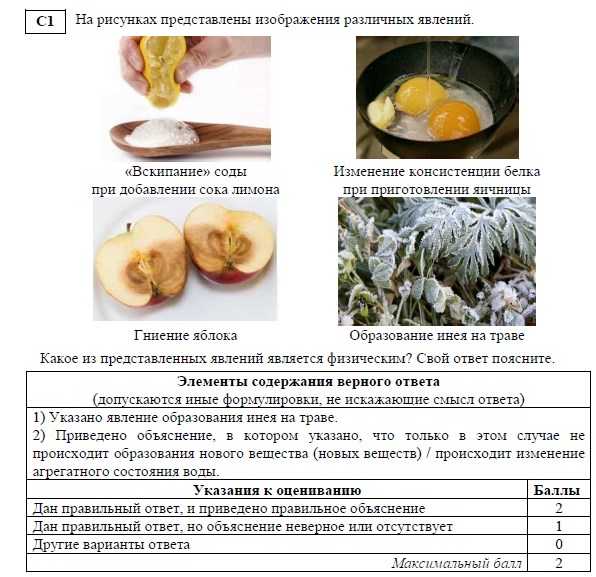 С1 На рисунках представлены изображения различных явлений.
«Вскипание» соды
при добавлении сока лимона
Изменение консистенции белка
при приготовлении яичницы
Гниение яблока
Образование инея на траве
Какое из представленных явлений является физическим? Свой ответ поясните.
Элементы содержания верного ответа
(допускаются иные формулировки, не искажающие смысл ответа)
1) Указано явление образования инея на траве.
2) Приведено объяснение, в котором указано, что только в этом случае не
происходит образования нового вещества (новых веществ) / происходит изменение
агрегатного состояния воды.
Указания к оцениванию Баллы
Дан правильный ответ, и приведено правильное объяснение 2
Дан правильный ответ, но объяснение неверное или отсутствует 1
Другие варианты ответа 0
Максимальный балл 2